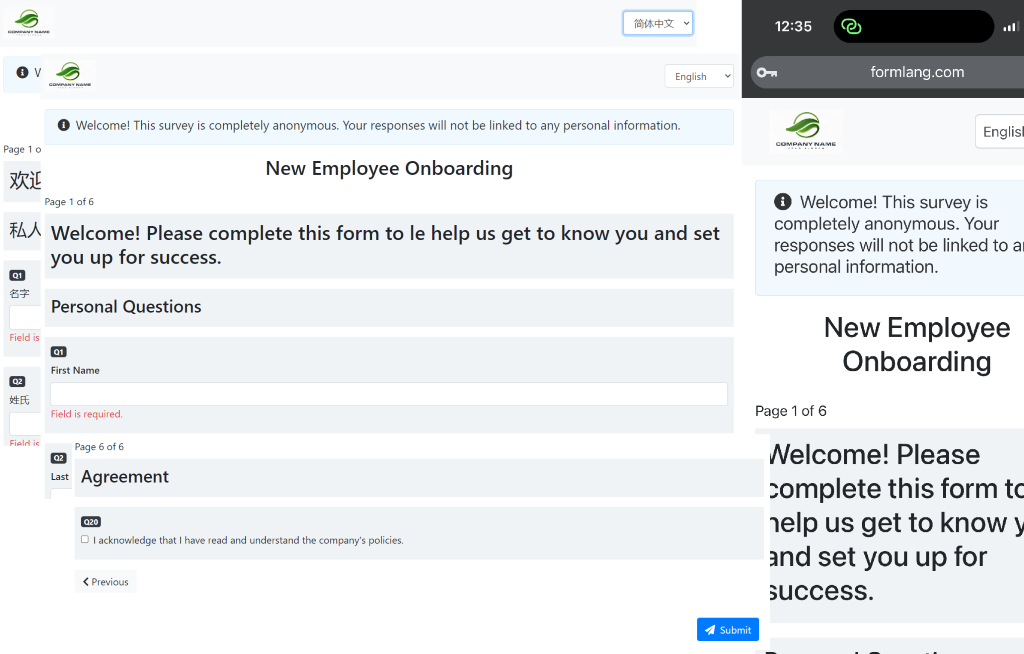 COMPANY NAME
简体中文
W
Page 1 o
欢迎
私人
Q1
名字
Field is
Q2
姓氏
Field is
COMPANY NAME
English
Welcome! This survey is completely anonymous. Your responses will not be linked to any personal information.
New Employee Onboarding
Page 1 of 6
Welcome! Please complete this form to le help us get to know you and set
you up for success.
Personal Questions
Q1
First Name
Field is required.
Q2
Last
Page 6 of 6
Agreement
Q20
I acknowledge that I have read and understand the company's policies.
Previous
Submit
12:35
formlang.com
COMPANY NAME
English
Welcome! This survey is
completely anonymous. Your
responses will not be linked to an
personal information.
New Employee
Onboarding
Page 1 of 6
Welcome! Please
complete this form to
help us get to know y
and set you up for
success.